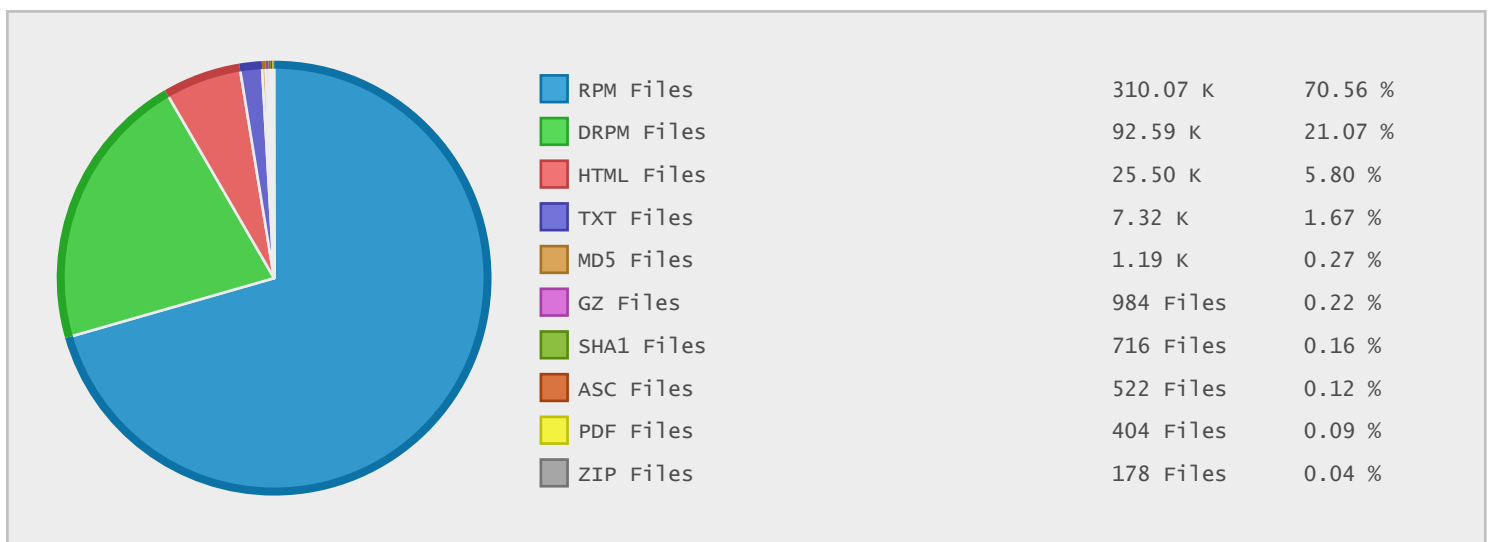 RPM Files 310.07 K 70.56 %
DRPM Files 92.59 K 21.07 %
HTML Files 25.50 K 5.80 %
TXT Files 7.32 K 1.67 %
MD5 Files 1.19 K 0.27 %
GZ Files 984 Files 0.22 %
SHA1 Files 716 Files 0.16 %
ASC Files 522 Files 0.12 %
PDF Files 404 Files 0.09 %
ZIP Files 178 Files 0.04 %